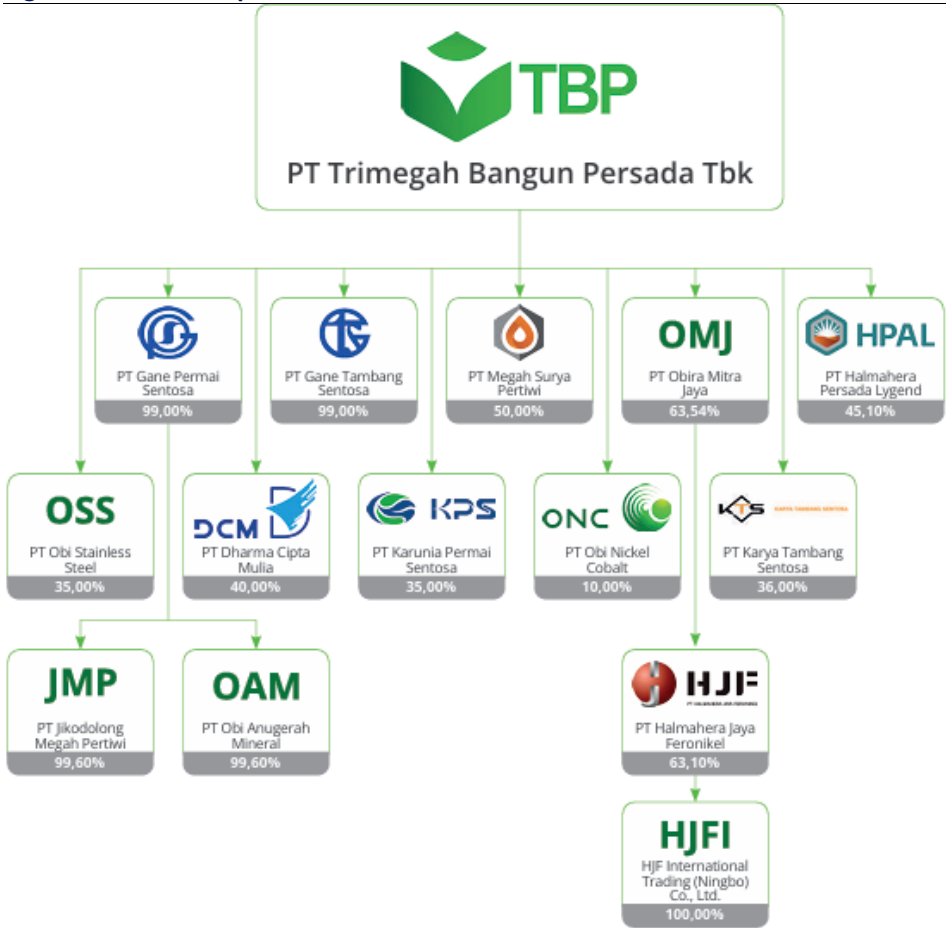 TBP
PT Trimegah Bangun Persada Tbk
PT Gane Permai
Sentosa
99,00%
PT Gane Tambang
Sentosa
99,00%
PT Megah Surya
Pertiwi
50,00%
OMJ
PT Obira Mitra
Jaya
63,54%
HPAL
PT Halmahera
Persada Lygend
45,10%
OSS
PT Obi Stainless
Steel
35,00%
DCM
PT Dharma Cipta
Mulia
40,00%
KPS
PT Karunia Permai
Sentosa
35,00%
ONC
PT Obi Nickel
Cobalt
10,00%
KTS
KARYA TAMBANG SENTOSA
PT Karya Tambang
Sentosa
36,00%
JMP
PT Jikodolong
Megah Pertiwi
99,60%
OAM
PT Obi Anugerah
Mineral
99,60%
HJF
PT HALMAHERA JAYA FERONIKEL
PT Halmahera Jaya
Feronikel
63,10%
HJFI
HJF International
Trading (Ningbo)
Co., Ltd.
100,00%